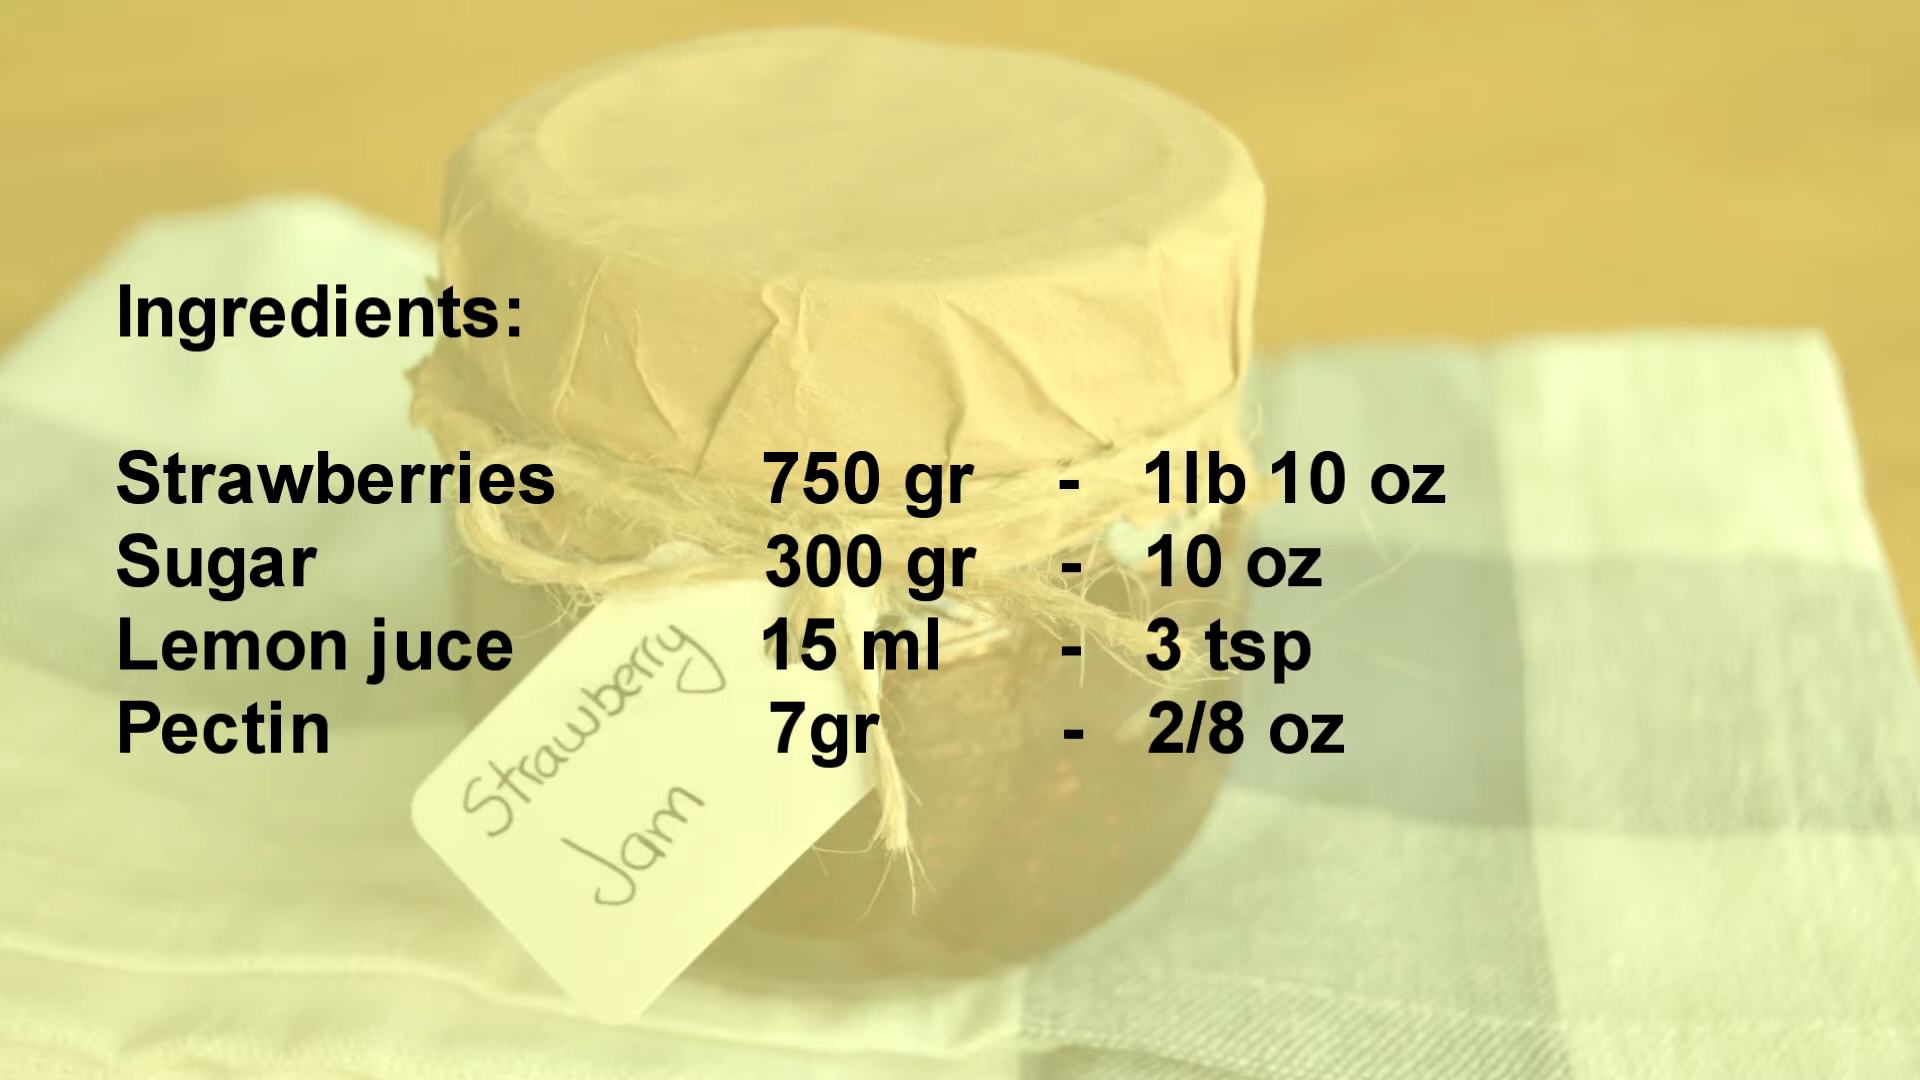 Ingredients:
Strawberries 750 gr - 1lb 10 oz
Sugar 300 gr - 10 oz
Lemon juce 15 ml - 3 tsp
Pectin 7gr - 2/8 oz
Strawberry
Jam